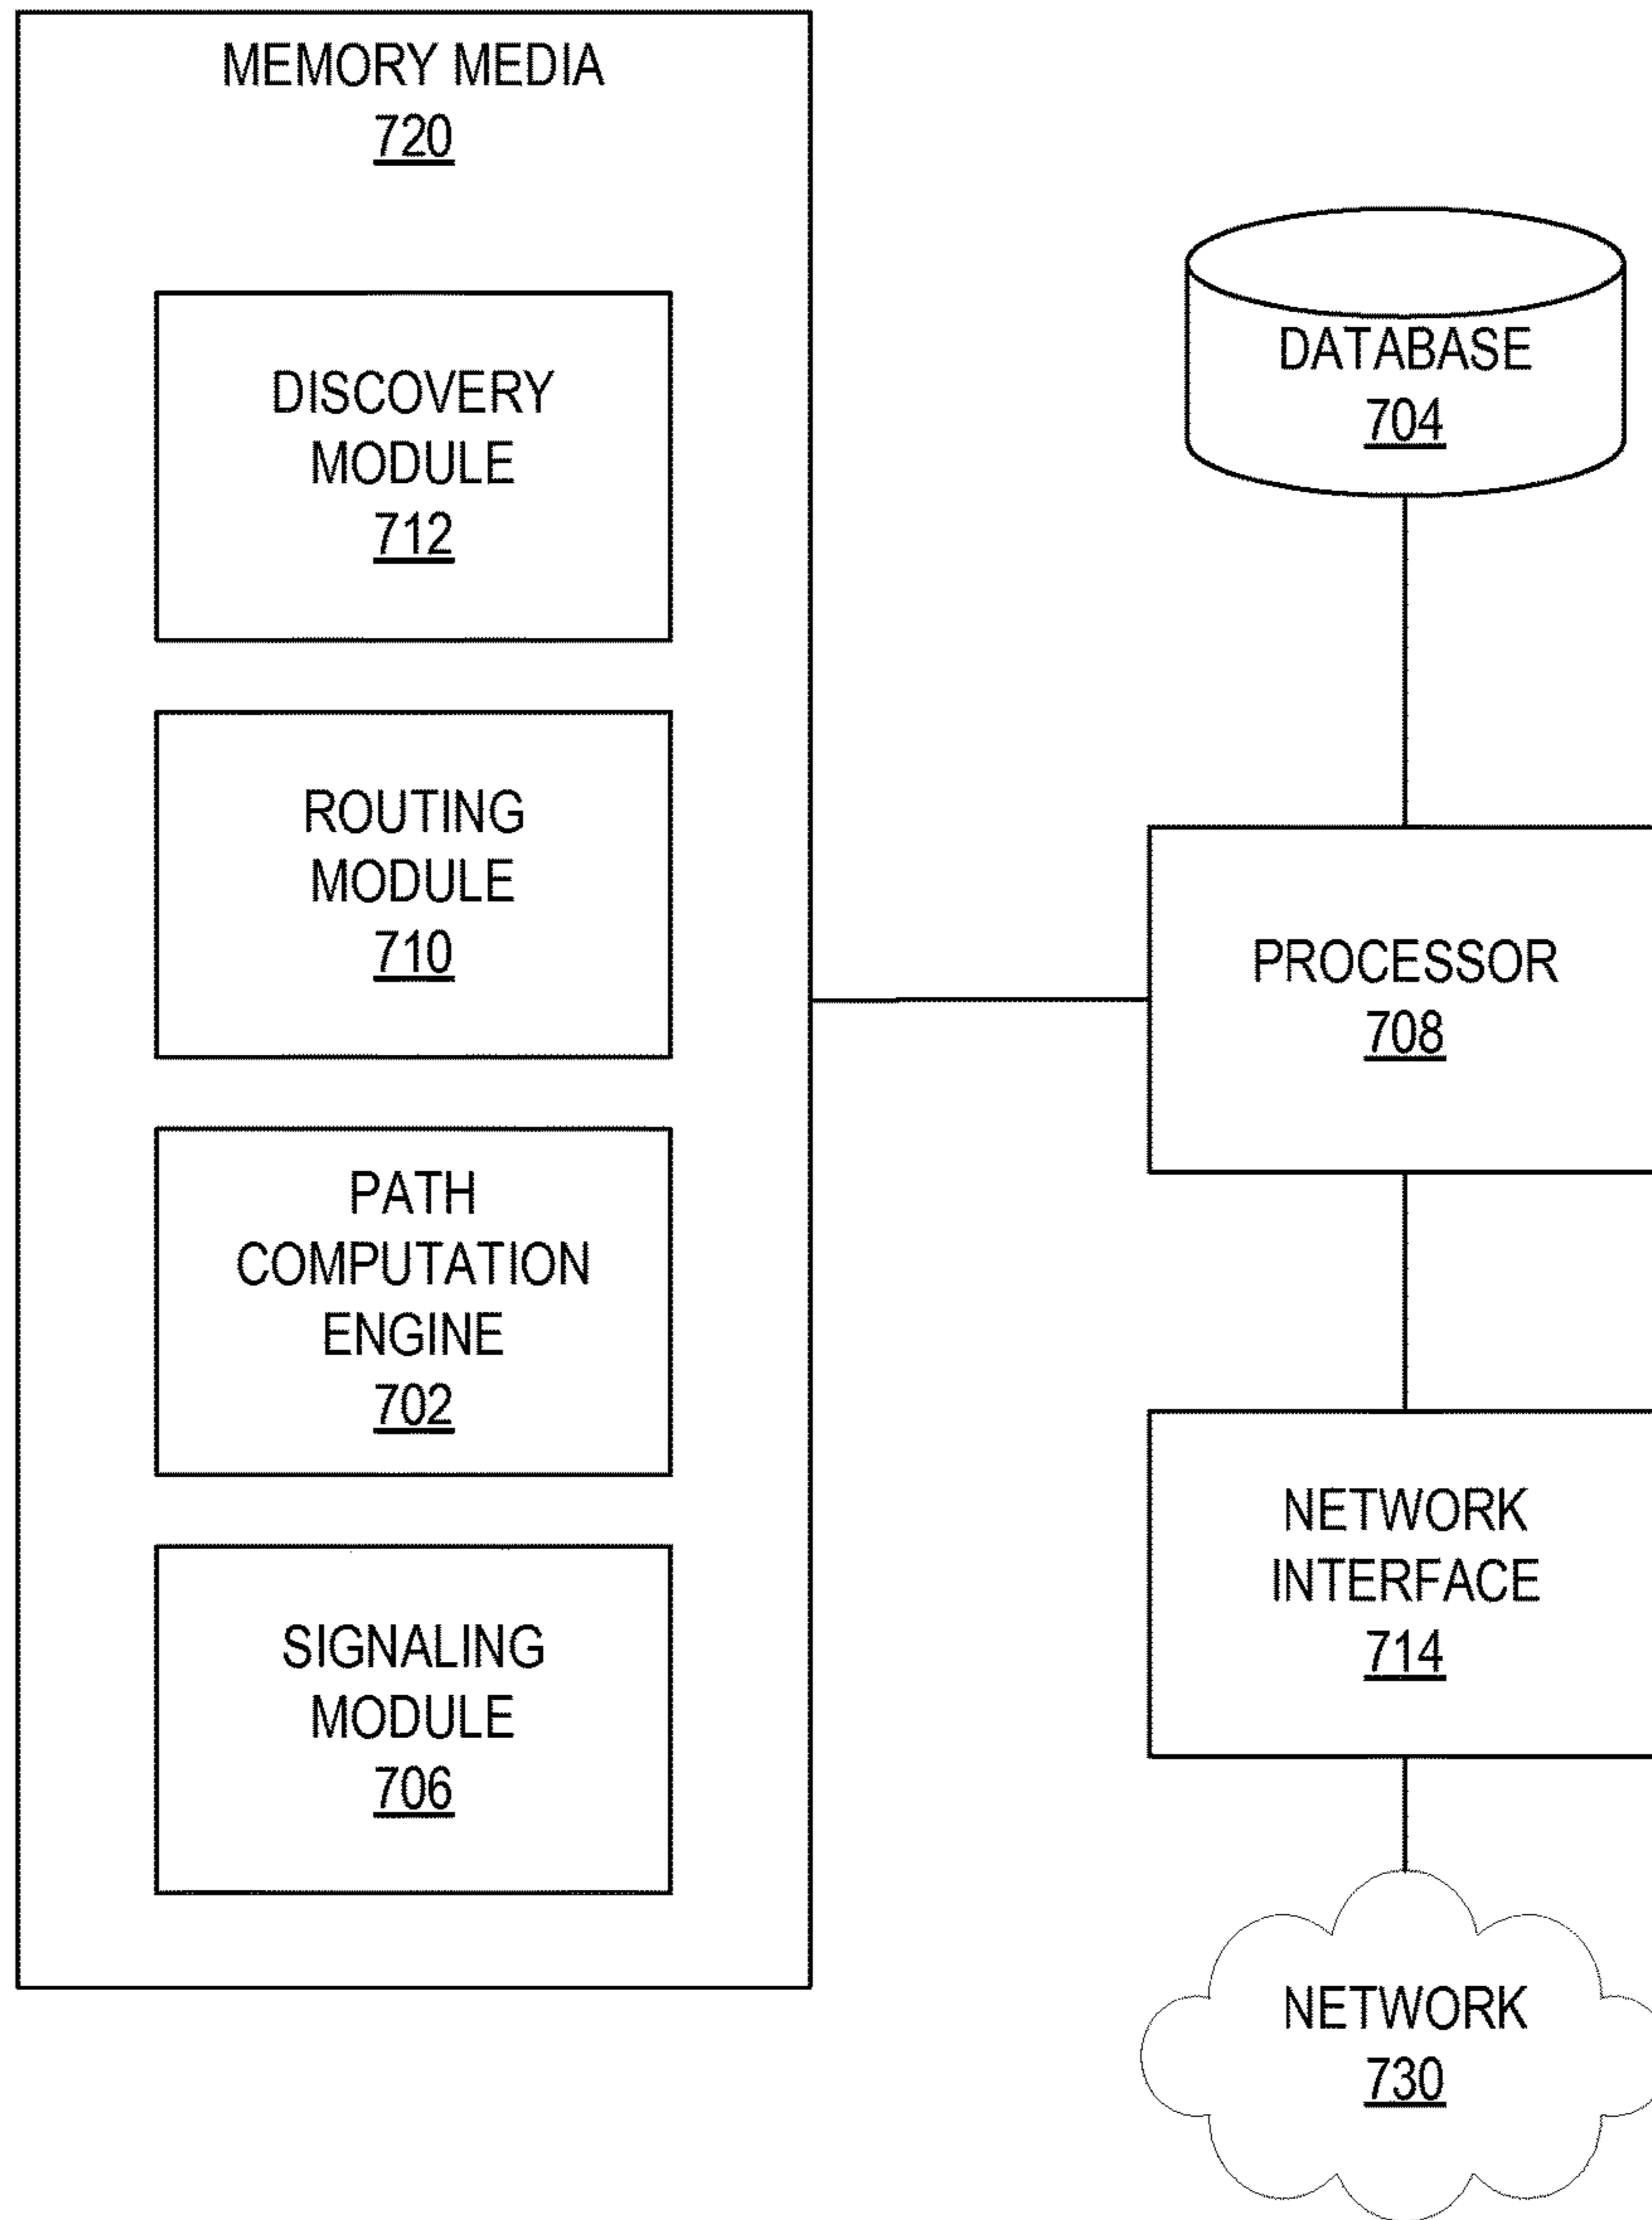 MEMORY MEDIA
720
DISCOVERY
MODULE
712
ROUTING
MODULE
710
PATH
COMPUTATION
ENGINE
702
SIGNALING
MODULE
706
DATABASE
704
PROCESSOR
708
NETWORK
INTERFACE
714
NETWORK
730